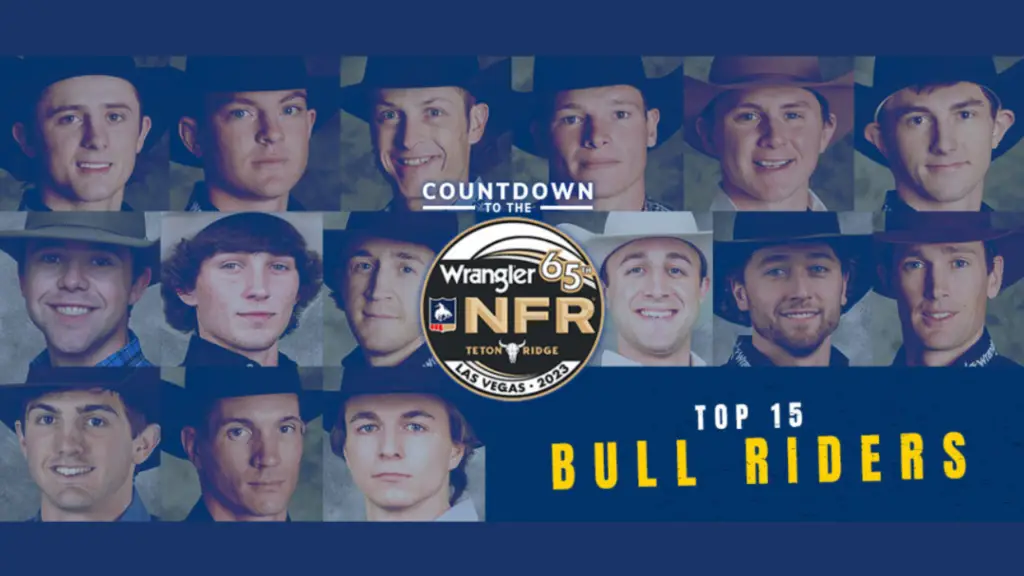 COUNTDOWN
TO THE
Wrangler 65TH
NFR
TETON RIDGE
LAS VEGAS • 2023
TOP 15
BULL RIDERS